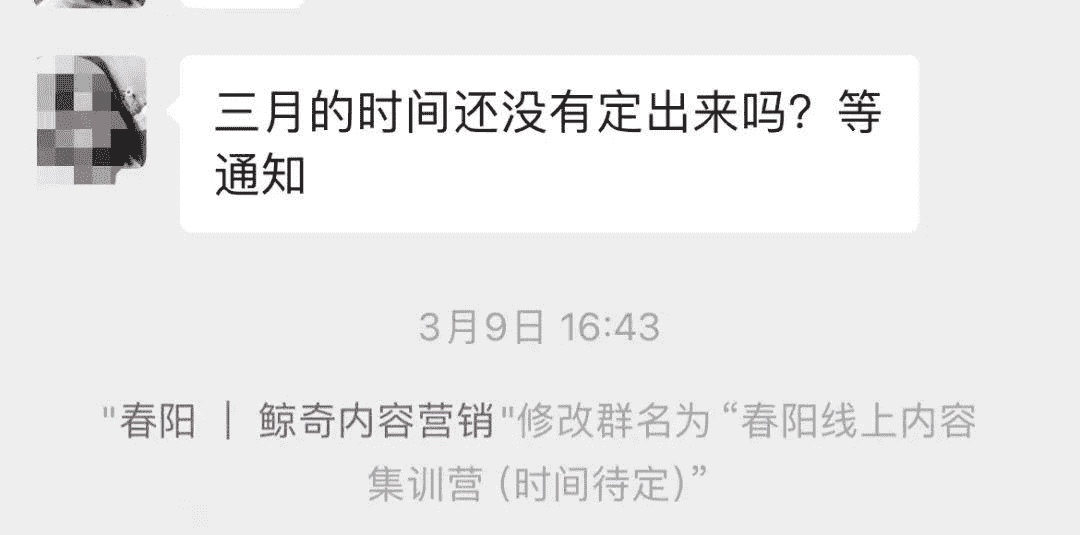 三月的时间还没有定出来吗？等
通知
3月9日 16:43
"春阳 | 鲸奇内容营销"修改群名为“春阳线上内容
集训营 (时间待定)”